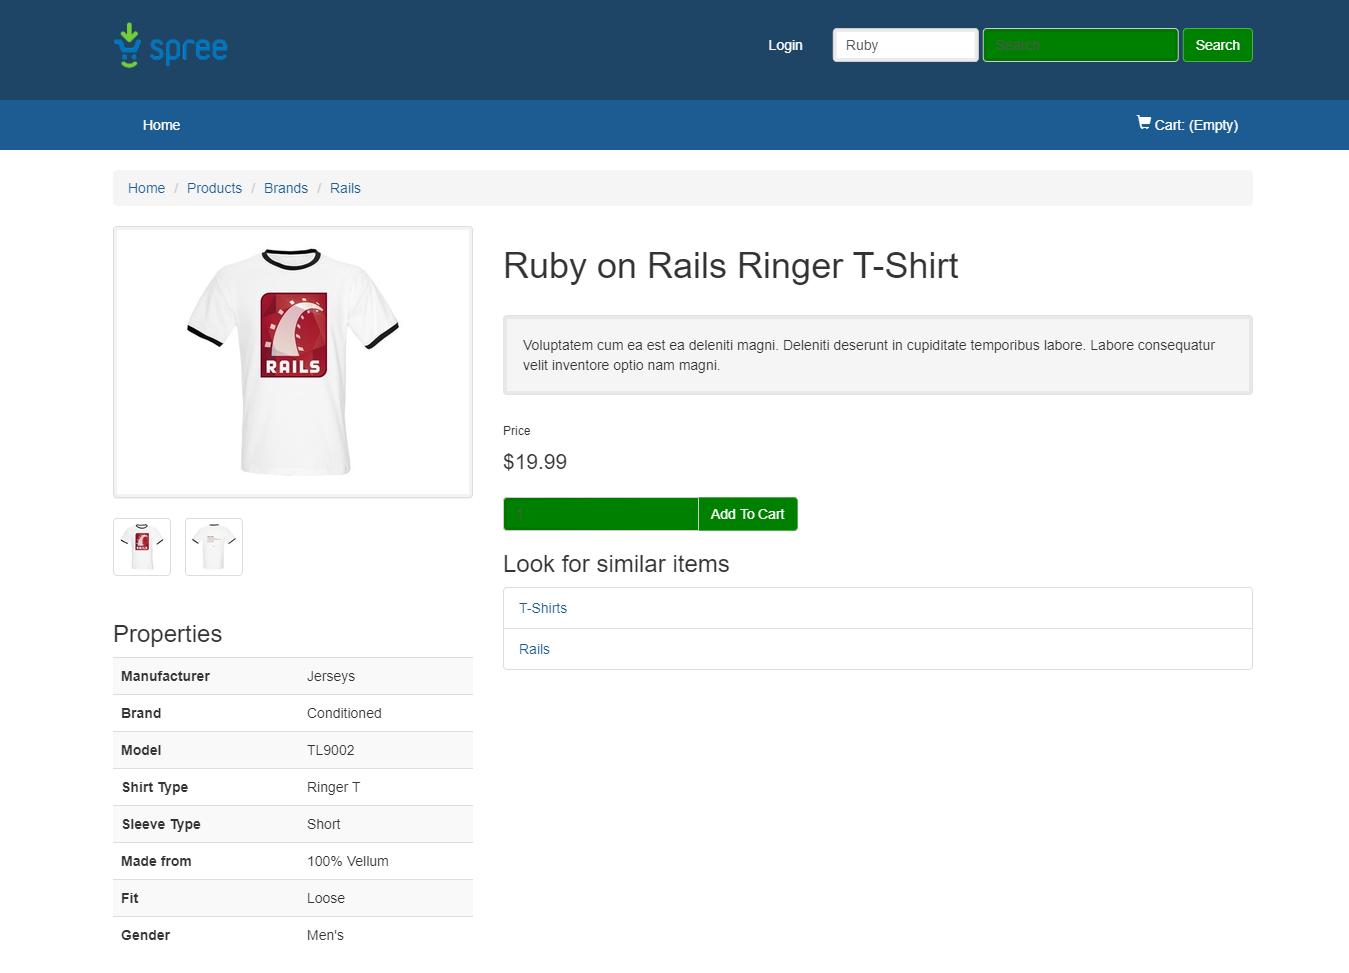 spree
Login
Ruby
Search
Search
Home
Cart: (Empty)
Home / Products / Brands / Rails
RAILS
Ruby on Rails Ringer T-Shirt
Voluptatem cum ea est ea deleniti magni. Deleniti deserunt in cupiditate temporibus labore. Labore consequatur
velit inventore optio nam magni.
Price
$19.99
1
Add To Cart
RAILS
Look for similar items
T-Shirts
Rails
Properties
Manufacturer Jerseys
Brand Conditioned
Model TL9002
Shirt Type Ringer T
Sleeve Type Short
Made from 100% Vellum
Fit Loose
Gender Men's